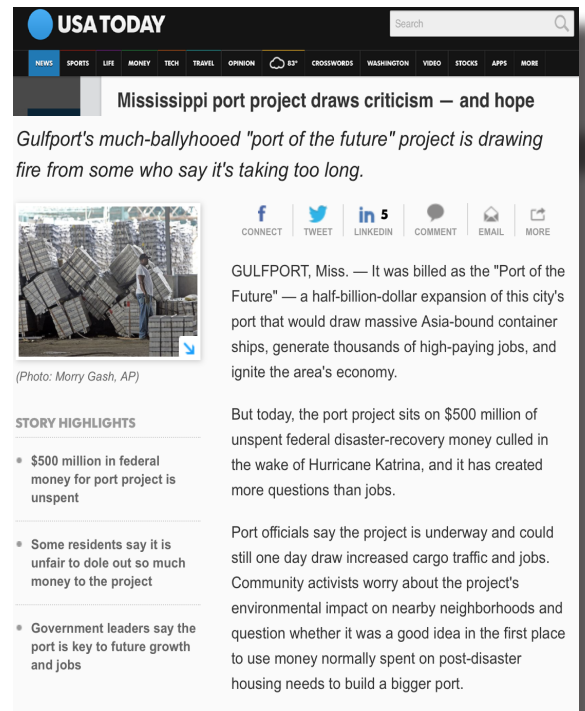 USA TODAY
Search
NEWS SPORTS LIFE MONEY TECH TRAVEL OPINION 83° CROSSWORDS WASHINGTON VIDEO STOCKS APPS MORE
Mississippi port project draws criticism — and hope
Gulfport's much-ballyhooed "port of the future" project is drawing
fire from some who say it's taking too long.
CONNECT
TWEET
5
LINKEDIN
COMMENT
EMAIL
MORE
(Photo: Morry Gash, AP)
STORY HIGHLIGHTS
$500 million in federal
money for port project is
unspent
Some residents say it is
unfair to dole out so much
money to the project
Government leaders say the
port is key to future growth
and jobs
GULFPORT, Miss. — It was billed as the "Port of the
Future" — a half-billion-dollar expansion of this city's
port that would draw massive Asia-bound container
ships, generate thousands of high-paying jobs, and
ignite the area's economy.
But today, the port project sits on $500 million of
unspent federal disaster-recovery money culled in
the wake of Hurricane Katrina, and it has created
more questions than jobs.
Port officials say the project is underway and could
still one day draw increased cargo traffic and jobs.
Community activists worry about the project's
environmental impact on nearby neighborhoods and
question whether it was a good idea in the first place
to use money normally spent on post-disaster
housing needs to build a bigger port.